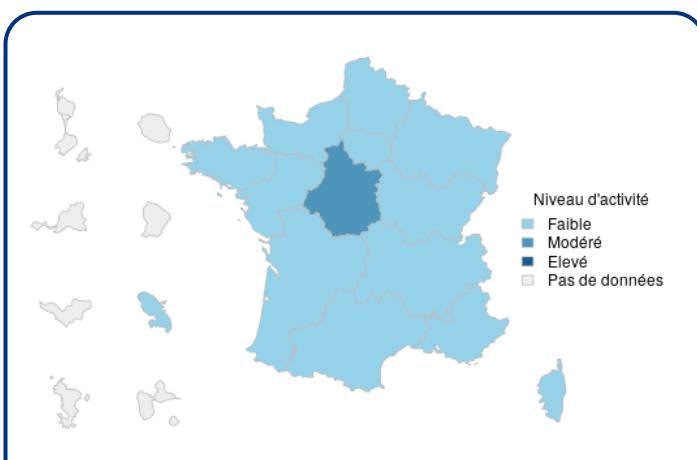 Niveau d'activité
Faible
Modéré
Elevé
Pas de données